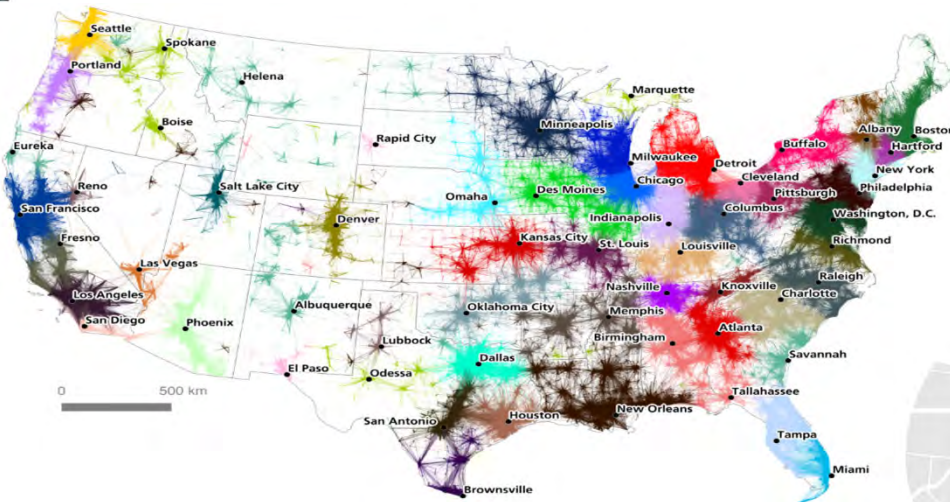 Seattle
Spokane
Portland
Helena
Marquette
Boise
Rapid City
Minneapolis
Albany
Bosto
Eureka
Milwaukee
Buffalo
Hartford
Detroit
Reno
Salt Lake City
Omaha
Des Moines
Chicago
Cleveland
New York
Pittsburgh
Philadelphia
San Francisco
Denver
Indianapolis
Columbus
Washington, D.C.
Fresno
Kansas City
St. Louis
Louisville
Richmond
Las Vegas
Los Angeles
Albuquerque
Oklahoma City
Nashville
Knoxville
Raleigh
Memphis
Charlotte
San Diego
Phoenix
Lubbock
Birmingham
Atlanta
El Paso
Odessa
Dallas
Savannah
0 500 km
Tallahassee
San Antonio
Houston
New Orleans
Tampa
Miami
Brownsville